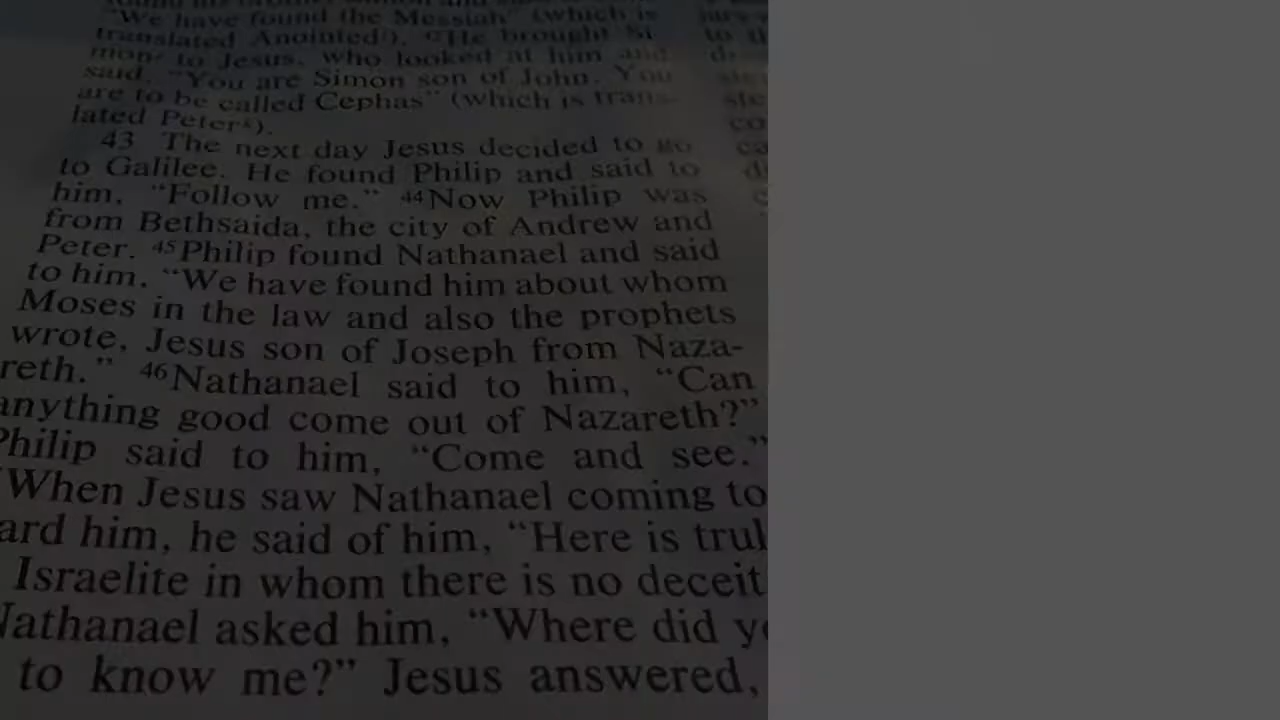 "We have found the Messiah" (which is
translated Anointed). He brought Si-
mon to Jesus, who looked at him and
said, "You are Simon son of John. You
are to be called Cephas" (which is trans-
lated Peter).
43 The next day Jesus decided to go
to Galilee. He found Philip and said to
him, "Follow me." 44Now Philip was
from Bethsaida, the city of Andrew and
Peter. 45Philip found Nathanael and said
to him, "We have found him about whom
Moses in the law and also the prophets
wrote, Jesus son of Joseph from Naza-
reth." 46Nathanael said to him, "Can
anything good come out of Nazareth?"
Philip said to him, "Come and see."
When Jesus saw Nathanael coming to
ard him, he said of him, "Here is trul
Israelite in whom there is no deceit
Nathanael asked him, "Where did y
to know me?" Jesus answered,